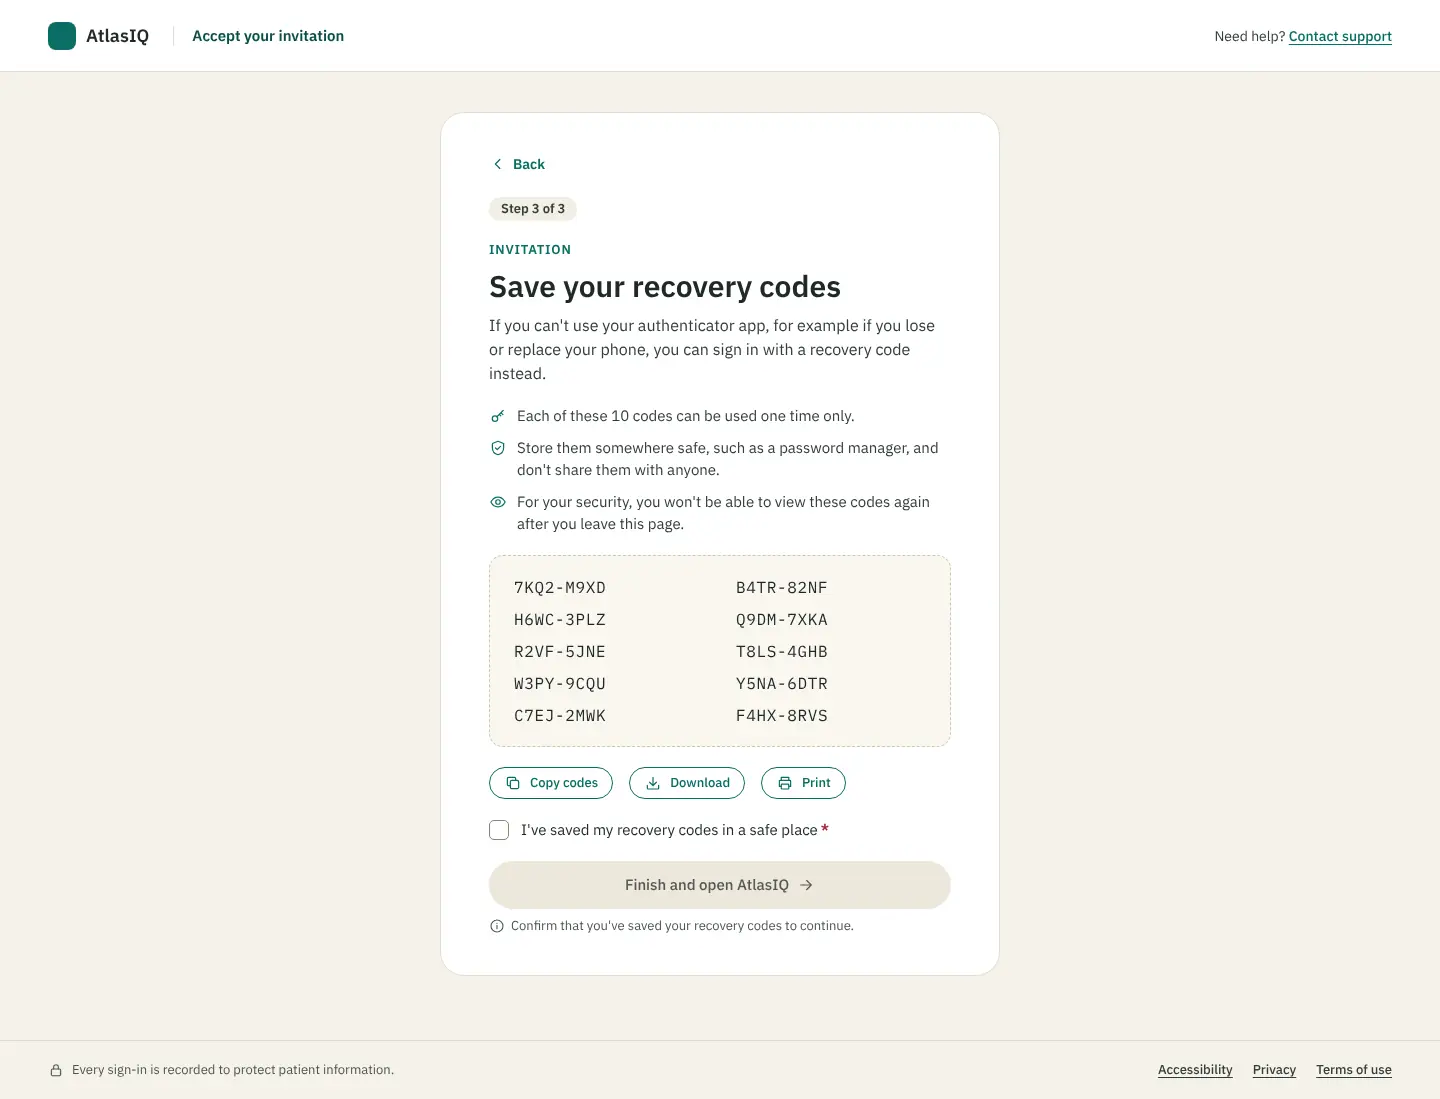 AtlasIQ
Accept your invitation
Need help? Contact support
Back
Step 3 of 3
INVITATION
Save your recovery codes
If you can't use your authenticator app, for example if you lose
or replace your phone, you can sign in with a recovery code
instead.
Each of these 10 codes can be used one time only.
Store them somewhere safe, such as a password manager, and
don't share them with anyone.
For your security, you won't be able to view these codes again
after you leave this page.
7KQ2-M9XD B4TR-82NF
H6WC-3PLZ Q9DM-7XKA
R2VF-5JNE T8LS-4GHB
W3PY-9CQU Y5NA-6DTR
C7EJ-2MWK F4HX-8RVS
Copy codes Download Print
I've saved my recovery codes in a safe place *
Finish and open AtlasIQ
Confirm that you've saved your recovery codes to continue.
Every sign-in is recorded to protect patient information.
Accessibility Privacy Terms of use